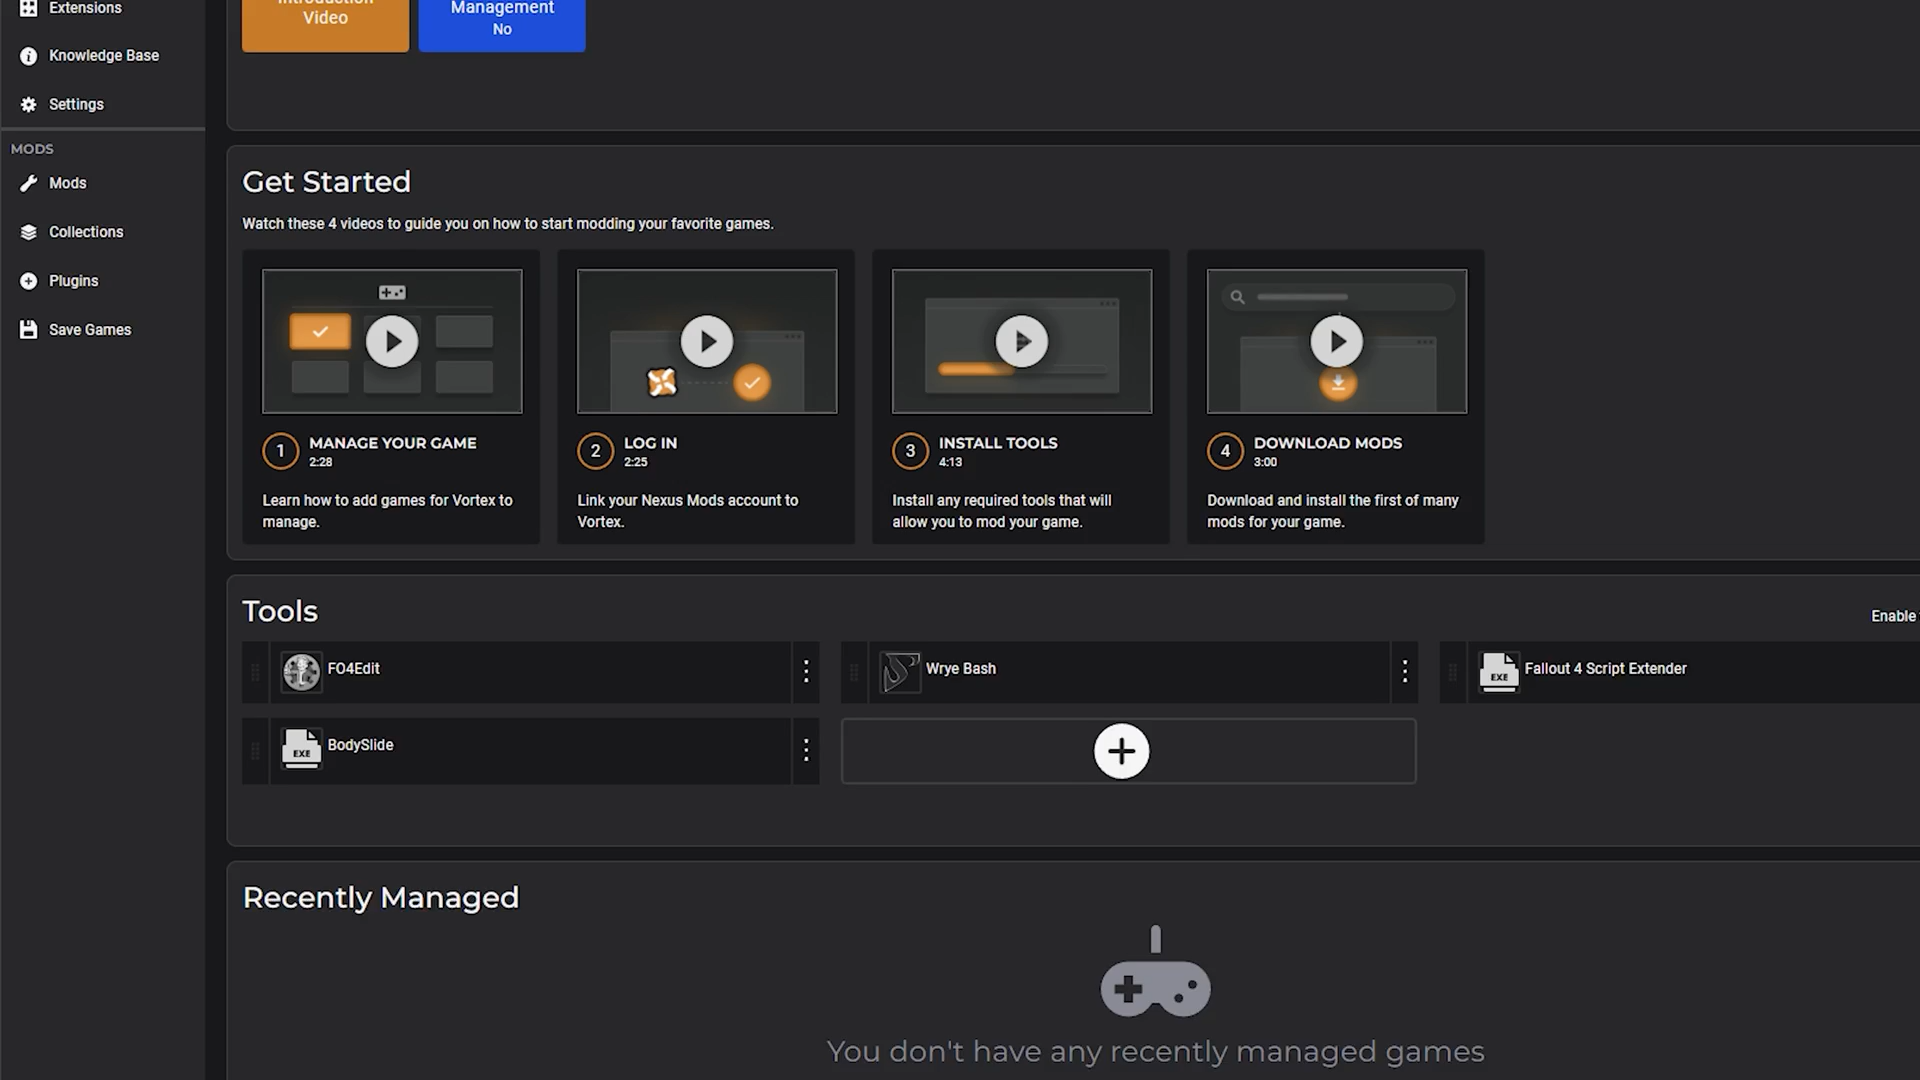 Extensions
Knowledge Base
Settings
MODS
Mods
Collections
Plugins
Save Games
Introduction
Video
Management
No
Get Started
Watch these 4 videos to guide you on how to start modding your favorite games.
1
MANAGE YOUR GAME
2:28
Learn how to add games for Vortex to
manage.
2
LOG IN
2:25
Link your Nexus Mods account to
Vortex.
3
INSTALL TOOLS
4:13
Install any required tools that will
allow you to mod your game.
4
DOWNLOAD MODS
3:00
Download and install the first of many
mods for your game.
Tools
Enable
FO4Edit
Wrye Bash
EXE
Fallout 4 Script Extender
EXE
BodySlide
Recently Managed
You don't have any recently managed games